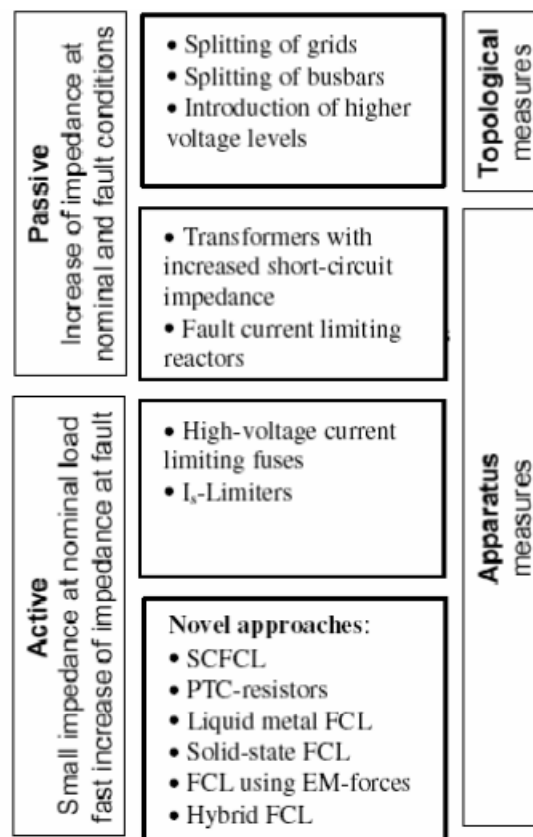 Passive
Increase of impedance at
nominal and fault conditions
• Splitting of grids
• Splitting of busbars
• Introduction of higher
voltage levels
Topological
measures
• Transformers with
increased short-circuit
impedance
• Fault current limiting
reactors
Active
Small impedance at nominal load
fast increase of impedance at fault
• High-voltage current
limiting fuses
• Is-Limiters
Apparatus
measures
Novel approaches:
• SCFCL
• PTC-resistors
• Liquid metal FCL
• Solid-state FCL
• FCL using EM-forces
• Hybrid FCL